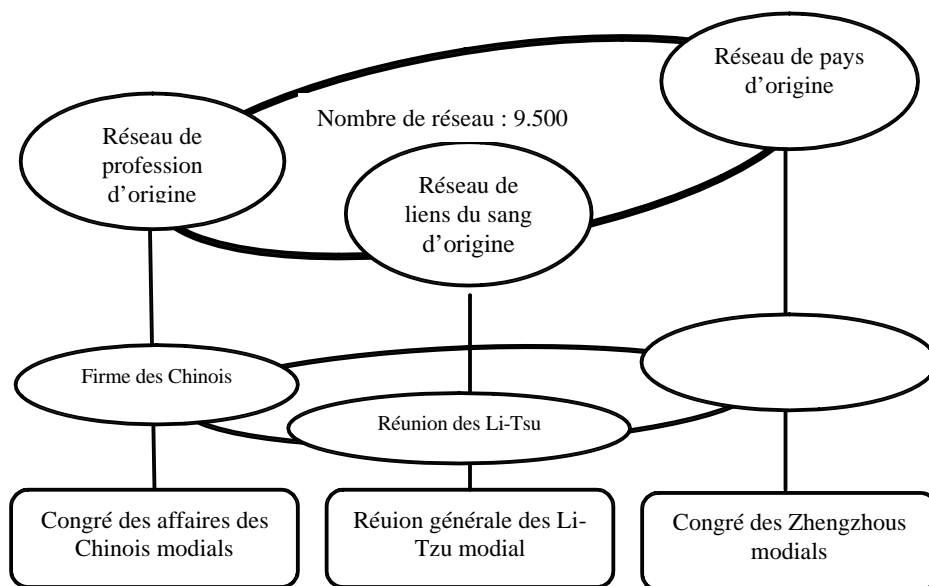 Réseau de pays
d'origine
Nombre de réseau : 9.500
Réseau de
profession
d'origine
Réseau de
liens du sang
d'origine
Firme des Chinois
Réunion des Li-Tsu
Congré des affaires des
Chinois modials
Réuion générale des Li-
Tzu modial
Congré des Zhengzhous
modials